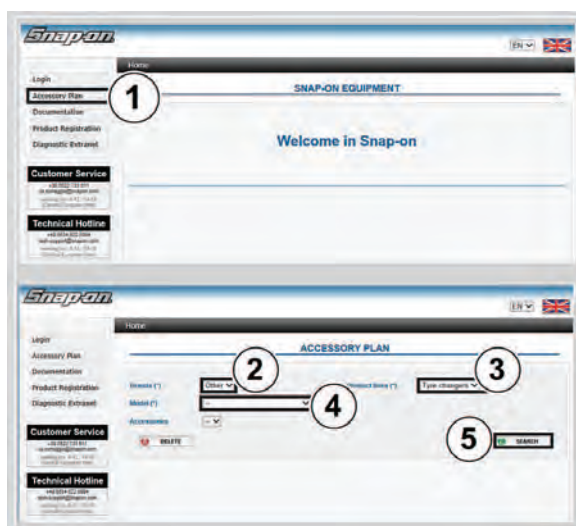 Snap-on
EN
Home
Login
Accessory Plan
Documentation
Product Registration
Diagnostic Extranet
1
SNAP-ON EQUIPMENT
Welcome in Snap-on
Customer Service
Technical Hotline
Snap-on
EN
Home
Login
Accessory Plan
Documentation
Product Registration
Diagnostic Extranet
ACCESSORY PLAN
2
3
Brands (*) Other Product lines (*) Tyre changers
Model (*) --
4
Accessories --
DELETE
5
SEARCH
Customer Service
Technical Hotline